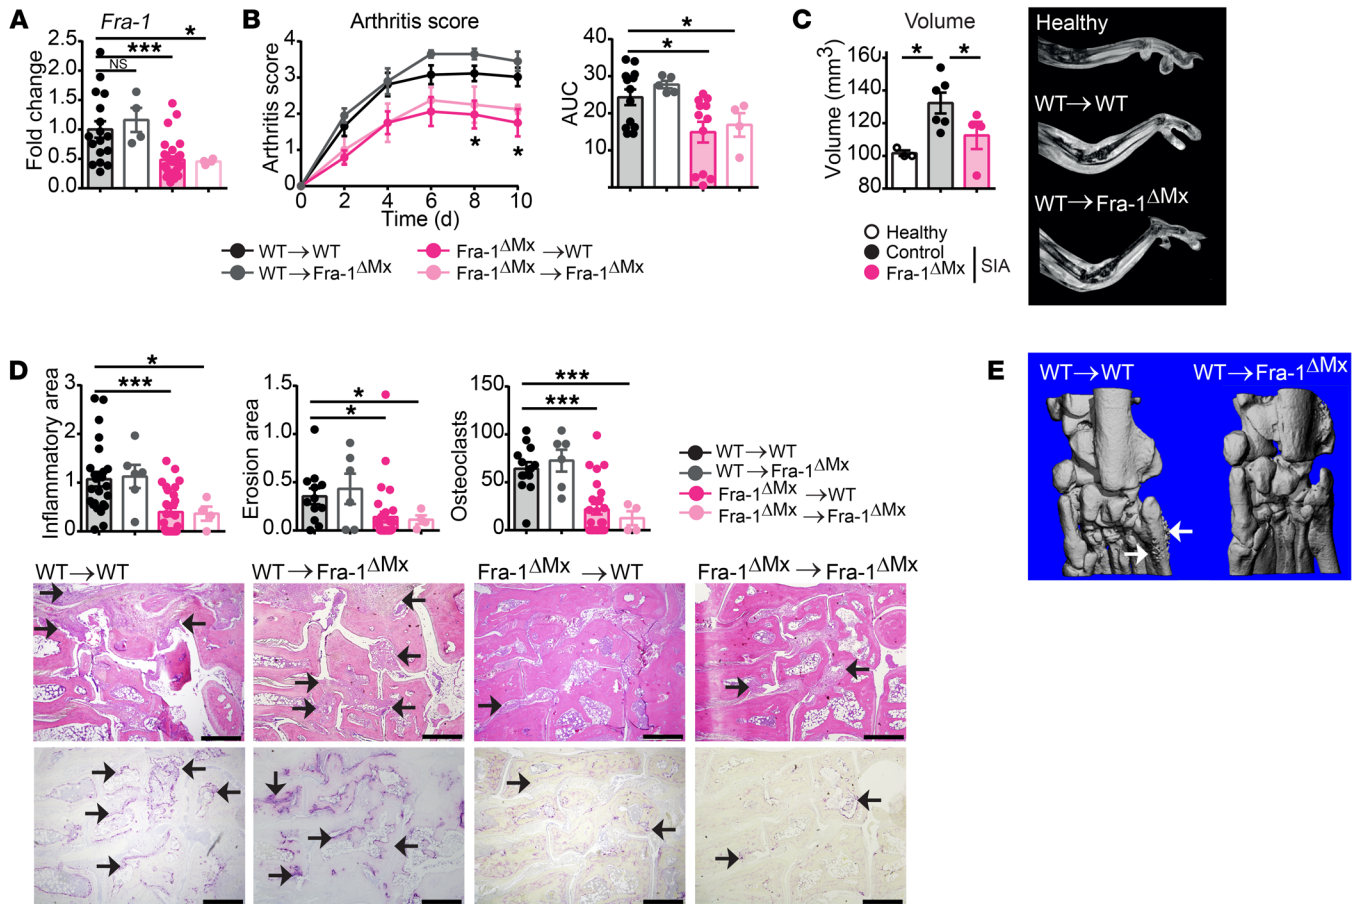 A
Fra-1
Fold change
2.5
2.0
1.5
1.0
0.5
0.0
*
***
NS
B
Arthritis score
Arthritis score
4
3
2
1
0
0 2 4 6 8 10
Time (d)
* *
AUC
40
30
20
10
*
*
WT→WT
WT→Fra-1ΔMx
Fra-1ΔMx →WT
Fra-1ΔMx →Fra-1ΔMx
C
Volume
Volume (mm3)
160
140
120
100
80
* *
Healthy
Control
Fra-1ΔMx
SIA
Healthy
WT→WT
WT→Fra-1ΔMx
D
Inflammatory area
3
2
1
0
*
***
Erosion area
1.5
1.0
0.5
0.0
*
*
Osteoclasts
150
100
50
0
***
***
WT→WT
WT→Fra-1ΔMx
Fra-1ΔMx →WT
Fra-1ΔMx →Fra-1ΔMx
WT→WT
WT→Fra-1ΔMx
Fra-1ΔMx →WT
Fra-1ΔMx →Fra-1ΔMx
E
WT→WT
WT→Fra-1ΔMx